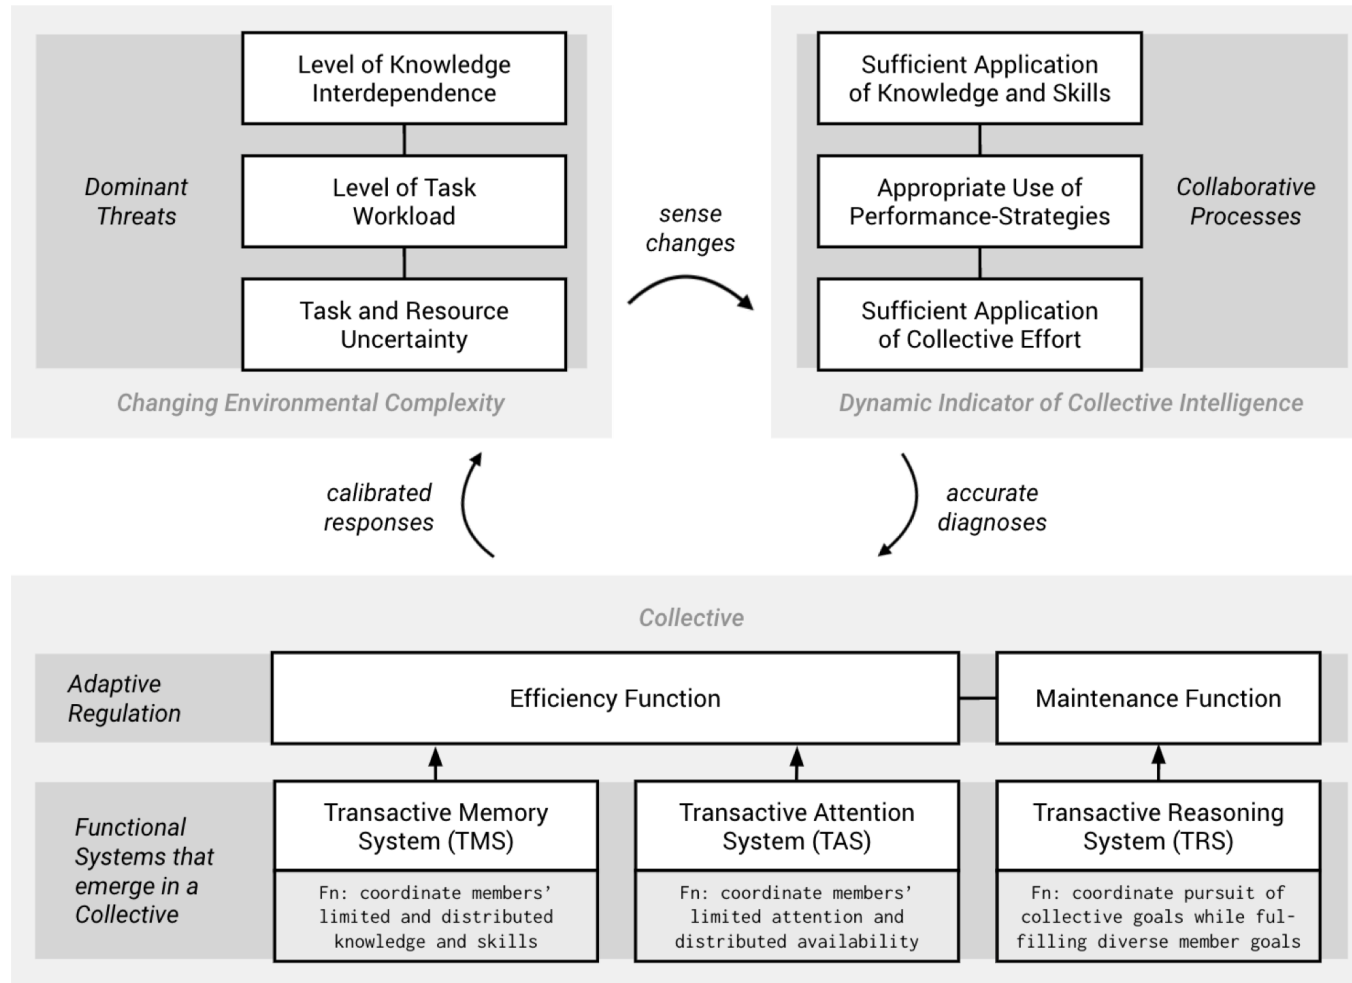 Dominant
Threats
Level of Knowledge
Interdependence
Level of Task
Workload
Task and Resource
Uncertainty
Changing Environmental Complexity
sense
changes
Sufficient Application
of Knowledge and Skills
Appropriate Use of
Performance-Strategies
Sufficient Application
of Collective Effort
Collaborative
Processes
Dynamic Indicator of Collective Intelligence
calibrated
responses
accurate
diagnoses
Collective
Adaptive
Regulation
Efficiency Function
Maintenance Function
Functional
Systems that
emerge in a
Collective
Transactive Memory
System (TMS)
Fn: coordinate members’
limited and distributed
knowledge and skills
Transactive Attention
System (TAS)
Fn: coordinate members’
limited attention and
distributed availability
Transactive Reasoning
System (TRS)
Fn: coordinate pursuit of
collective goals while ful-
filling diverse member goals